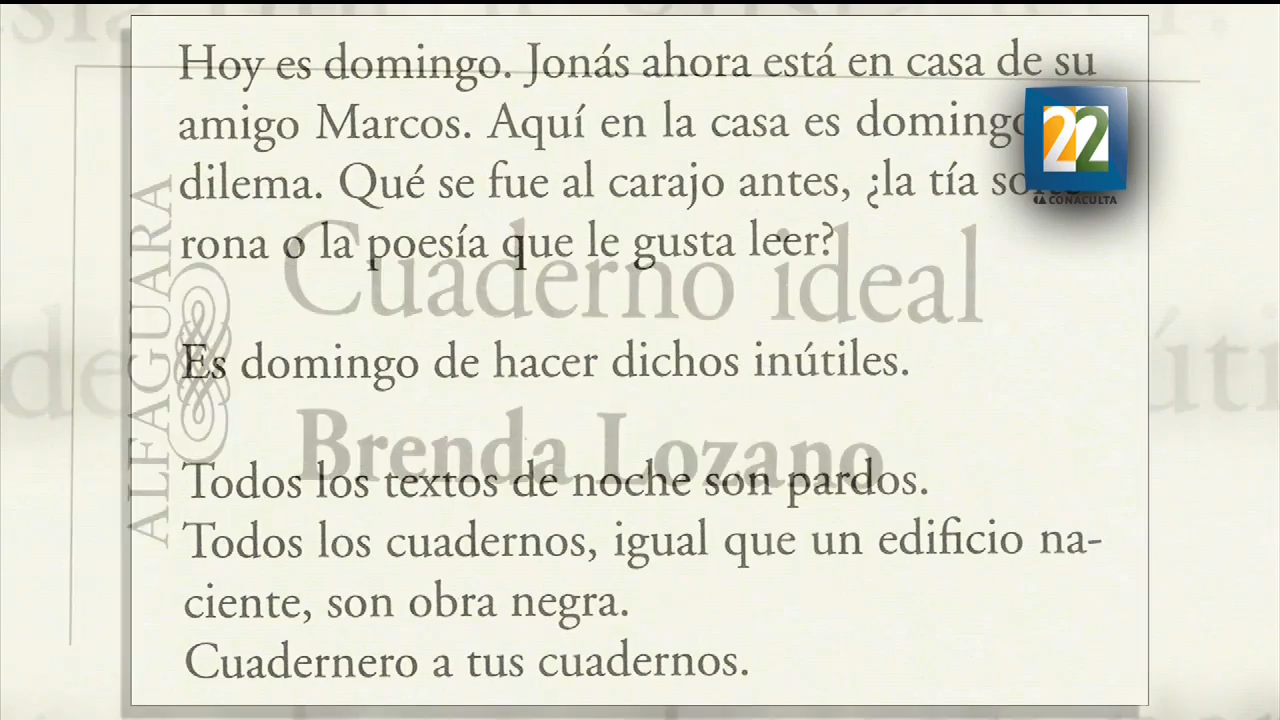 Hoy es domingo. Jonás ahora está en casa de su
amigo Marcos. Aquí en la casa es domingo
dilema. Qué se fue al carajo antes, ¿la tía solte-
rona o la poesía que le gusta leer?
Cuaderno ideal
Es domingo de hacer dichos inútiles.
Brenda Lozano
Todos los textos de noche son pardos.
Todos los cuadernos, igual que un edificio na-
ciente, son obra negra.
Cuadernero a tus cuadernos.
ALFAGUARA
22
CONACULTA